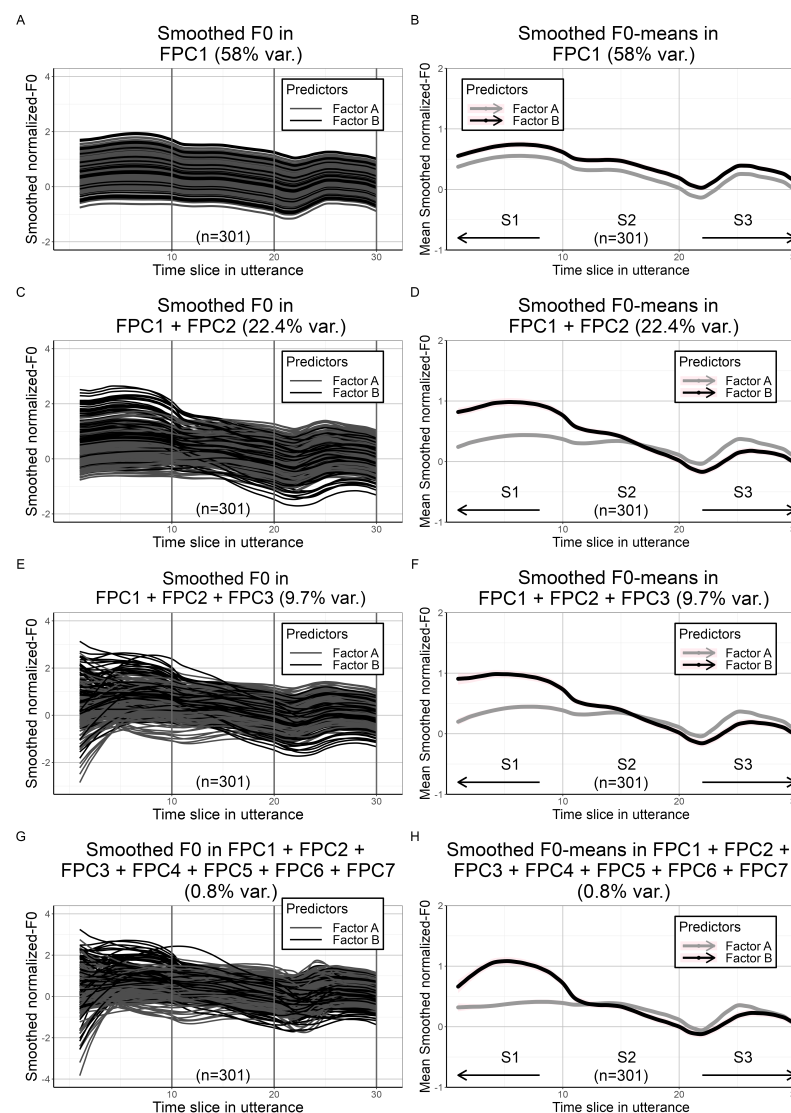 A
Smoothed F0 in
FPC1 (58% var.)
Smoothed normalized-F0
4
2
0
-2
Predictors
Factor A
Factor B
(n=301)
10
20
30
Time slice in utterance
B
Smoothed F0-means in
FPC1 (58% var.)
Mean Smoothed normalized-F0
2
1
0
-1
Predictors
Factor A
Factor B
S1
S2
S3
(n=301)
10
20
Time slice in utterance
C
Smoothed F0 in
FPC1 + FPC2 (22.4% var.)
Smoothed normalized-F0
4
2
0
-2
Predictors
Factor A
Factor B
(n=301)
10
20
30
Time slice in utterance
D
Smoothed F0-means in
FPC1 + FPC2 (22.4% var.)
Mean Smoothed normalized-F0
2
1
0
-1
Predictors
Factor A
Factor B
S1
S2
S3
(n=301)
10
20
Time slice in utterance
E
Smoothed F0 in
FPC1 + FPC2 + FPC3 (9.7% var.)
Smoothed normalized-F0
4
2
0
-2
Predictors
Factor A
Factor B
(n=301)
10
20
30
Time slice in utterance
F
Smoothed F0-means in
FPC1 + FPC2 + FPC3 (9.7% var.)
Mean Smoothed normalized-F0
2
1
0
-1
Predictors
Factor A
Factor B
S1
S2
S3
(n=301)
10
20
Time slice in utterance
G
Smoothed F0 in FPC1 + FPC2 +
FPC3 + FPC4 + FPC5 + FPC6 + FPC7
(0.8% var.)
Smoothed normalized-F0
4
2
0
-2
-4
Predictors
Factor A
Factor B
(n=301)
10
20
30
Time slice in utterance
H
Smoothed F0-means in FPC1 + FPC2 +
FPC3 + FPC4 + FPC5 + FPC6 + FPC7
(0.8% var.)
Mean Smoothed normalized-F0
2
1
0
-1
Predictors
Factor A
Factor B
S1
S2
S3
(n=301)
10
20
Time slice in utterance